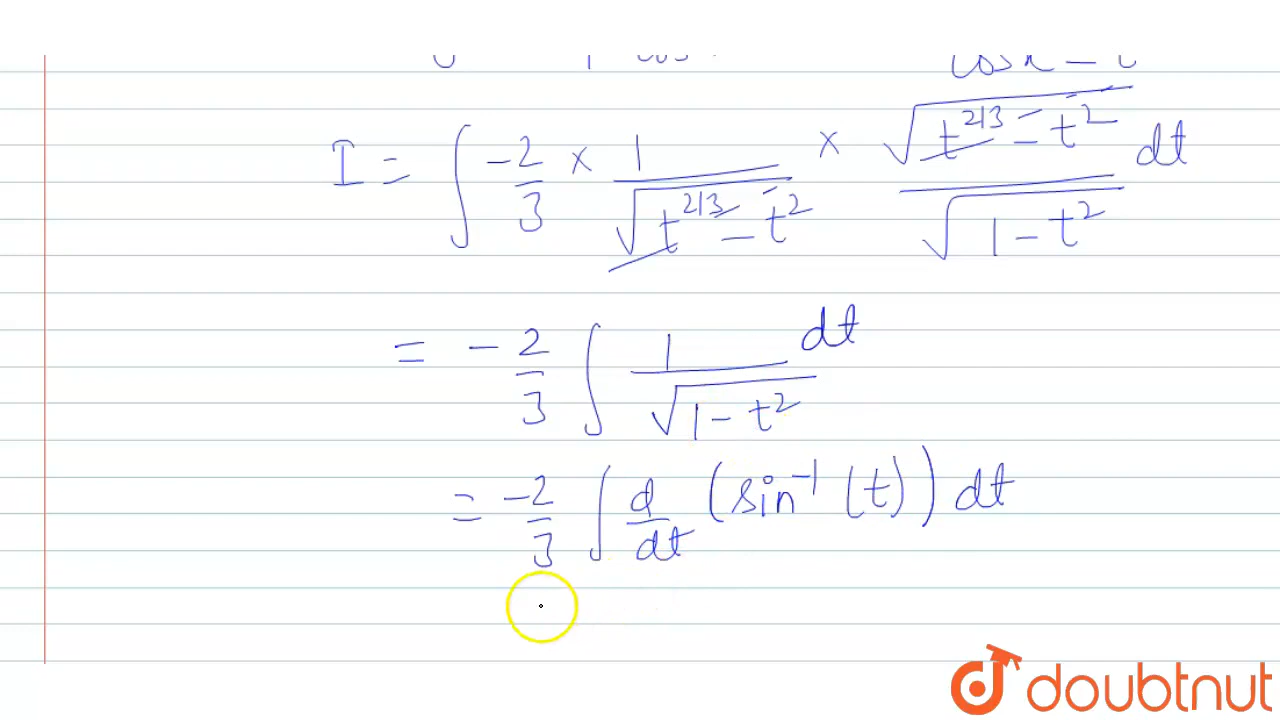 cos
cos x = t
I = ∫ -2/3 × 1/√(t^2/3 - t^2) × √(t^2/3 - t^2)/√(1 - t^2) dt
= -2/3 ∫ 1/√(1 - t^2) dt
= -2/3 ∫ d/dt (sin^-1 (t)) dt
doubtnut